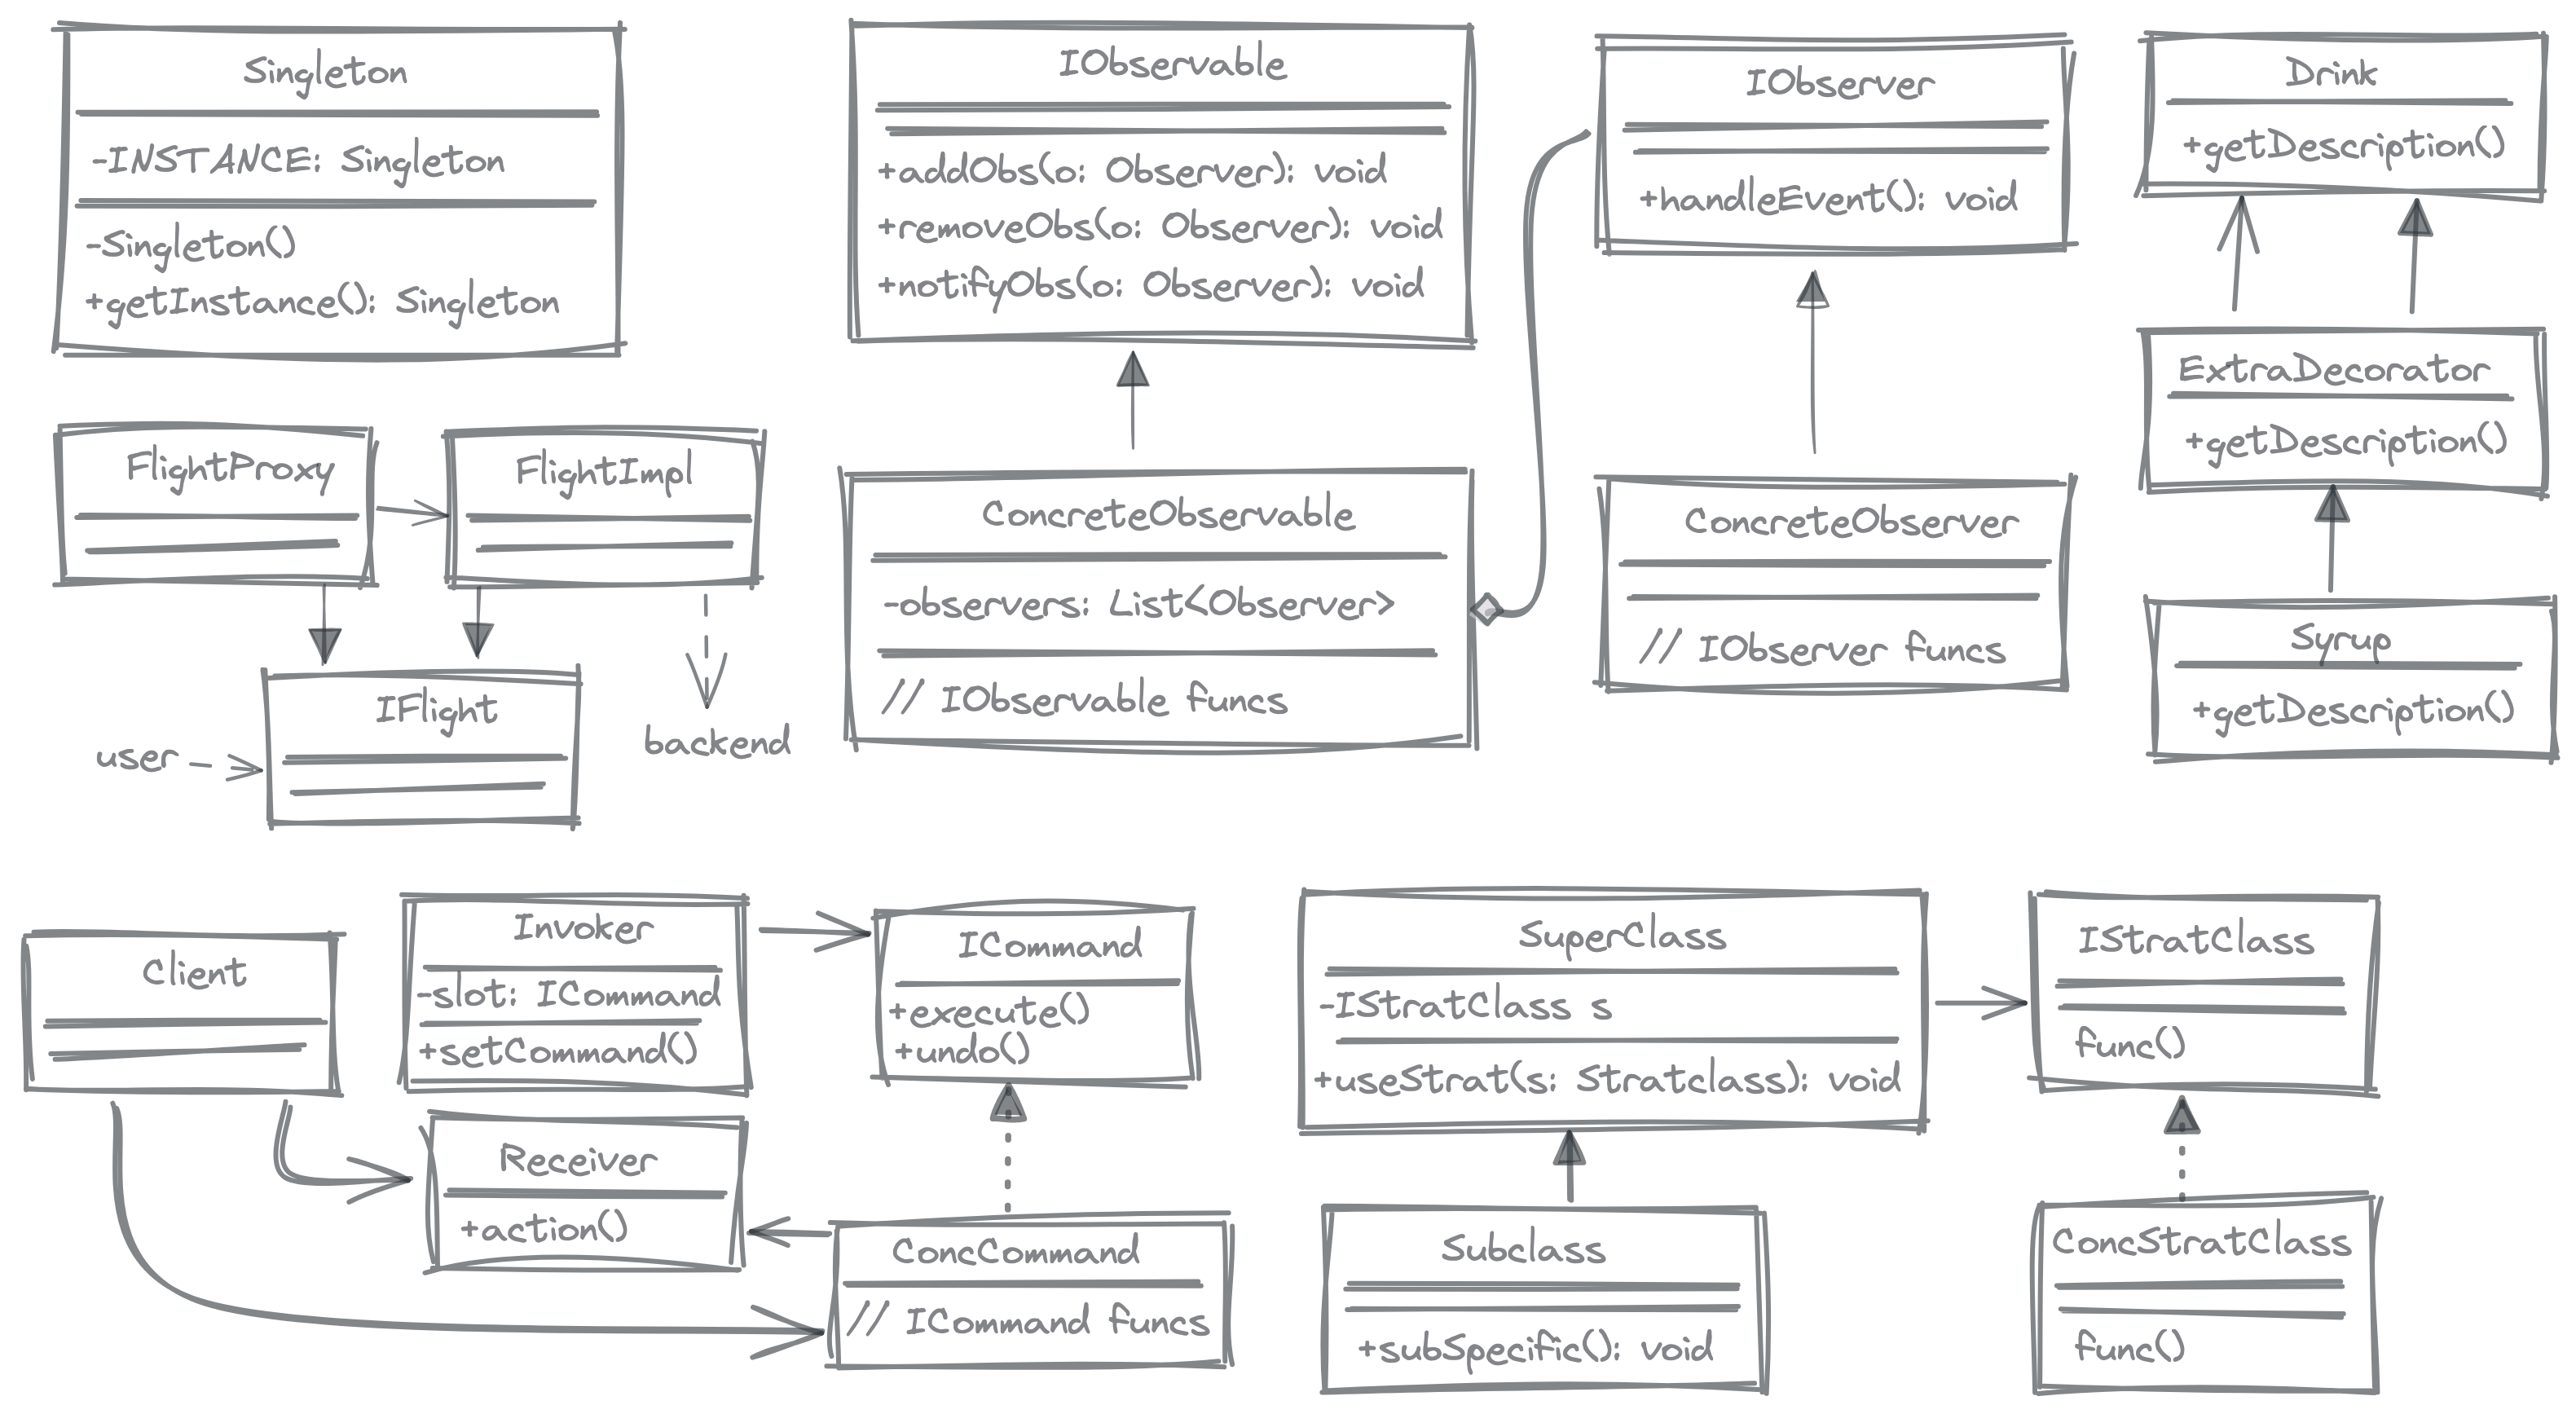 Singleton
-INSTANCE: Singleton
-Singleton()
+getInstance(): Singleton
IObservable
+addObs(o: Observer): void
+removeObs(o: Observer): void
+notifyObs(o: Observer): void
IObserver
+handleEvent(): void
Drink
+getDescription()
FlightProxy
FlightImpl
IFlight
user
backend
ConcreteObservable
-observers: List<Observer>
// IObservable funcs
ConcreteObserver
// IObserver funcs
ExtraDecorator
+getDescription()
Syrup
+getDescription()
Client
Invoker
-slot: ICommand
+setCommand()
ICommand
+execute()
+undo()
Receiver
+action()
ConcCommand
// ICommand funcs
SuperClass
-IStratClass s
+useStrat(s: Stratclass): void
IStratClass
func()
Subclass
+subSpecific(): void
ConcStratClass
func()